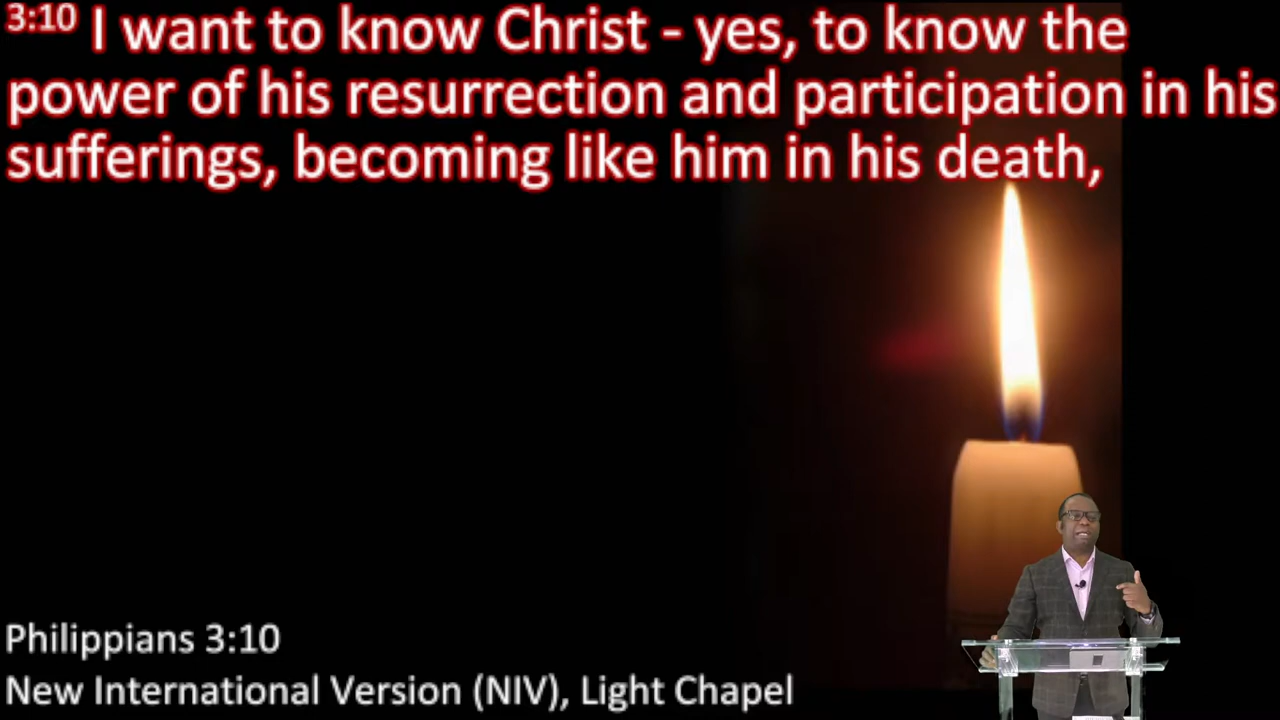 3:10 I want to know Christ - yes, to know the
power of his resurrection and participation in his
sufferings, becoming like him in his death,
Philippians 3:10
New International Version (NIV), Light Chapel